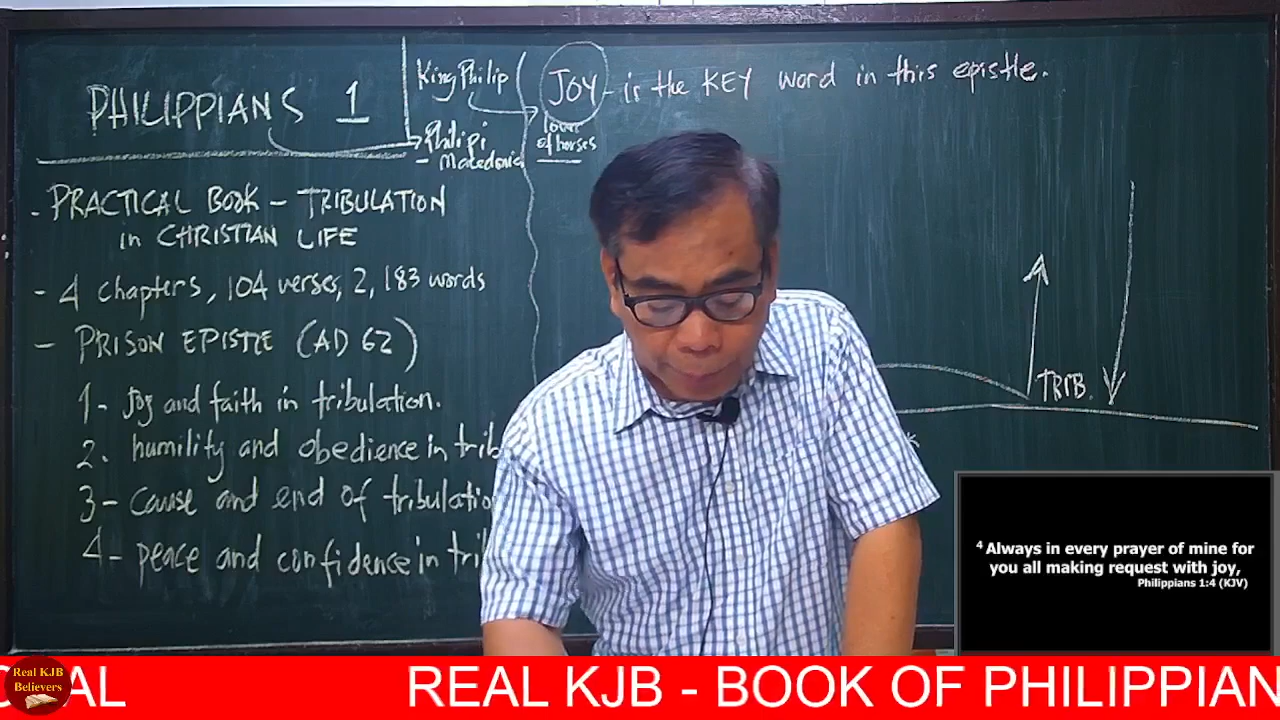 PHILIPPIANS 1
King Philip
Philipi
- Macedonia
JOY - is the KEY word in this epistle.
lover
of horses
- PRACTICAL BOOK - TRIBULATION
in CHRISTIAN LIFE
- 4 chapters, 104 verses, 2,183 words
- PRISON EPISTLE (AD 62)
1- joy and faith in tribulation.
2. humility and obedience in trib
3- cause and end of tribulatio
4- peace and confidence in tri
TRIB.
K
4 Always in every prayer of mine for
you all making request with joy,
Philippians 1:4 (KJV)
Real KJB
Believers
AL REAL KJB - BOOK OF PHILIPPIAN